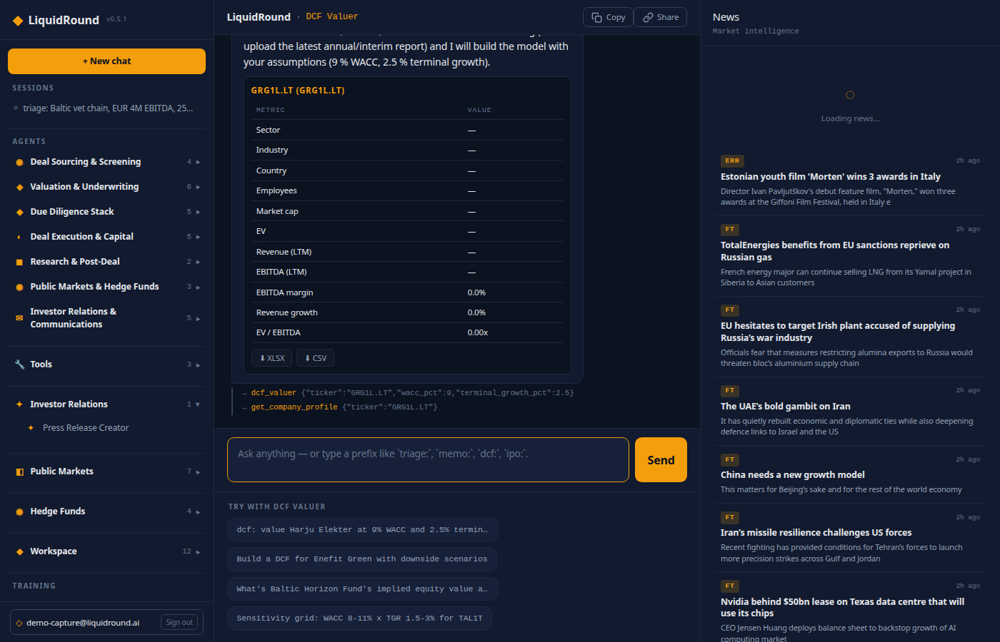 LiquidRound v0.5.1
+ New chat
SESSIONS
triage: Baltic vet chain, EUR 4M EBITDA, 25...
AGENTS
Deal Sourcing & Screening 4
Valuation & Underwriting 6
Due Diligence Stack 5
Deal Execution & Capital 5
Research & Post-Deal 2
Public Markets & Hedge Funds 3
Investor Relations &
Communications 5
Tools 3
Investor Relations 1
Press Release Creator
Public Markets 7
Hedge Funds 4
Workspace 12
TRAINING
demo-capture@liquidround.ai Sign out
LiquidRound · DCF Valuer Copy Share
upload the latest annual/interim report) and I will build the model with
your assumptions (9 % WACC, 2.5 % terminal growth).
GRG1L.LT (GRG1L.LT)
METRIC VALUE
Sector —
Industry —
Country —
Employees —
Market cap —
EV —
Revenue (LTM) —
EBITDA (LTM) —
EBITDA margin 0.0%
Revenue growth 0.0%
EV / EBITDA 0.00x
⬇ XLSX ⬇ CSV
→ dcf_valuer {"ticker":"GRG1L.LT","wacc_pct":9,"terminal_growth_pct":2.5}
→ get_company_profile {"ticker":"GRG1L.LT"}
Ask anything — or type a prefix like `triage:`, `memo:`, `dcf:`, `ipo:`.
Send
TRY WITH DCF VALUER
dcf: value Harju Elekter at 9% WACC and 2.5% termin…
Build a DCF for Enefit Green with downside scenarios
What's Baltic Horizon Fund's implied equity value a…
Sensitivity grid: WACC 8-11% x TGR 1.5-3% for TAL1T
News
Market intelligence
Loading news...
ERR 2h ago
Estonian youth film 'Morten' wins 3 awards in Italy
Director Ivan Pavljutškov's debut feature film, "Morten," won three
awards at the Giffoni Film Festival, held in Italy e
FT 2h ago
TotalEnergies benefits from EU sanctions reprieve on
Russian gas
French energy major can continue selling LNG from its Yamal project in
Siberia to Asian customers
FT 2h ago
EU hesitates to target Irish plant accused of supplying
Russia’s war industry
Officials fear that measures restricting alumina exports to Russia would
threaten bloc’s aluminium supply chain
FT 2h ago
The UAE’s bold gambit on Iran
It has quietly rebuilt economic and diplomatic ties while also deepening
defence links to Israel and the US
FT 2h ago
China needs a new growth model
This matters for Beijing’s sake and for the rest of the world economy
FT 2h ago
Iran’s missile resilience challenges US forces
Recent fighting has provided conditions for Tehran’s forces to launch
more precision strikes across Gulf and Jordan
FT 2h ago
Nvidia behind $50bn lease on Texas data centre that will
use its chips
CEO Jensen Huang deploys balance sheet to backstop growth of AI
computing market